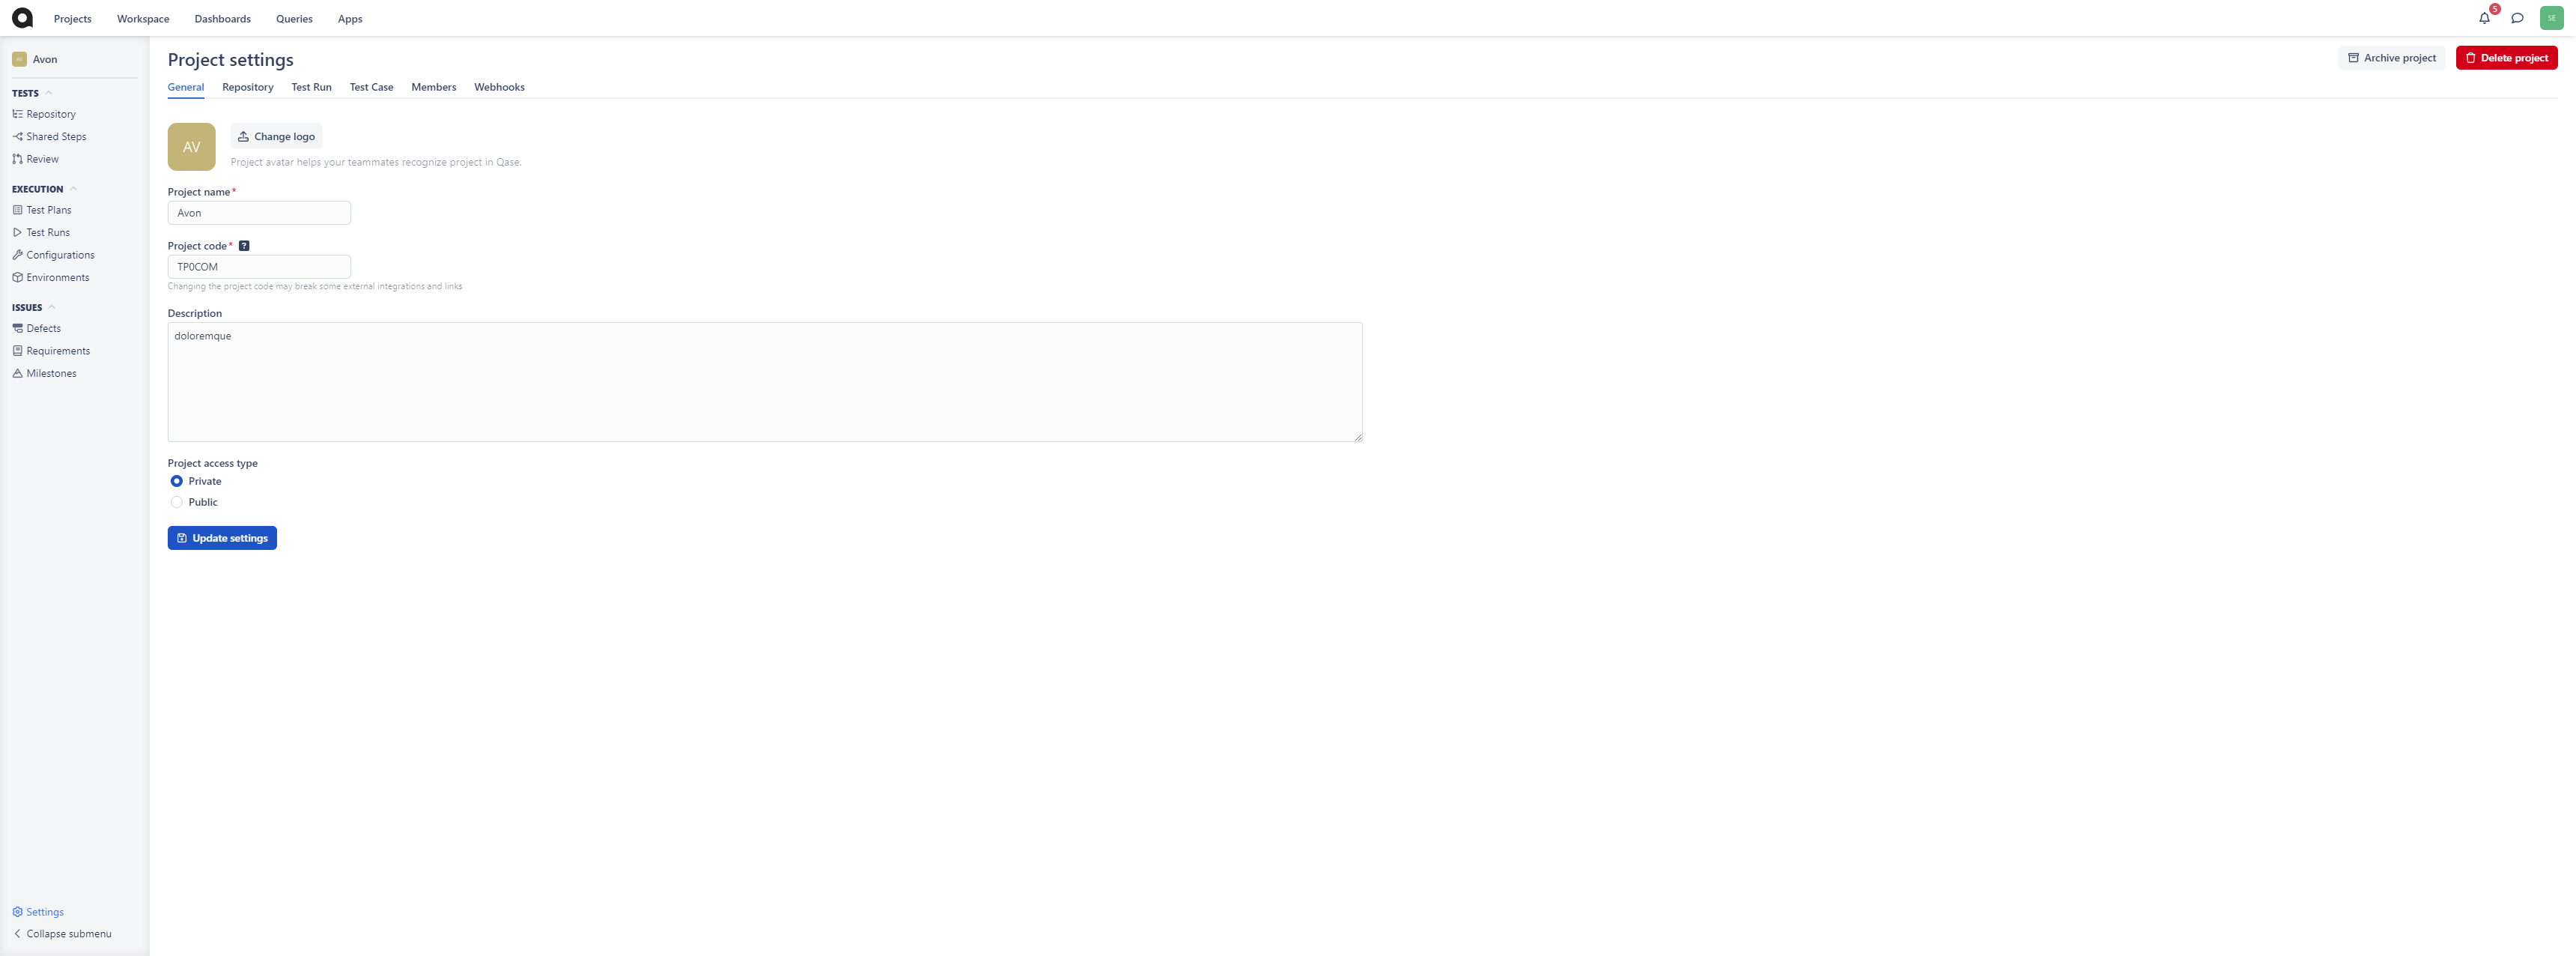 Projects Workspace Dashboards Queries Apps 5 SE
AV Avon
TESTS
Repository
Shared Steps
Review
EXECUTION
Test Plans
Test Runs
Configurations
Environments
ISSUES
Defects
Requirements
Milestones
Settings
Collapse submenu
Project settings
Archive project Delete project
General Repository Test Run Test Case Members Webhooks
AV
Change logo
Project avatar helps your teammates recognize project in Qase.
Project name*
Avon
Project code* ?
TP0COM
Changing the project code may break some external integrations and links
Description
doloremque
Project access type
Private
Public
Update settings